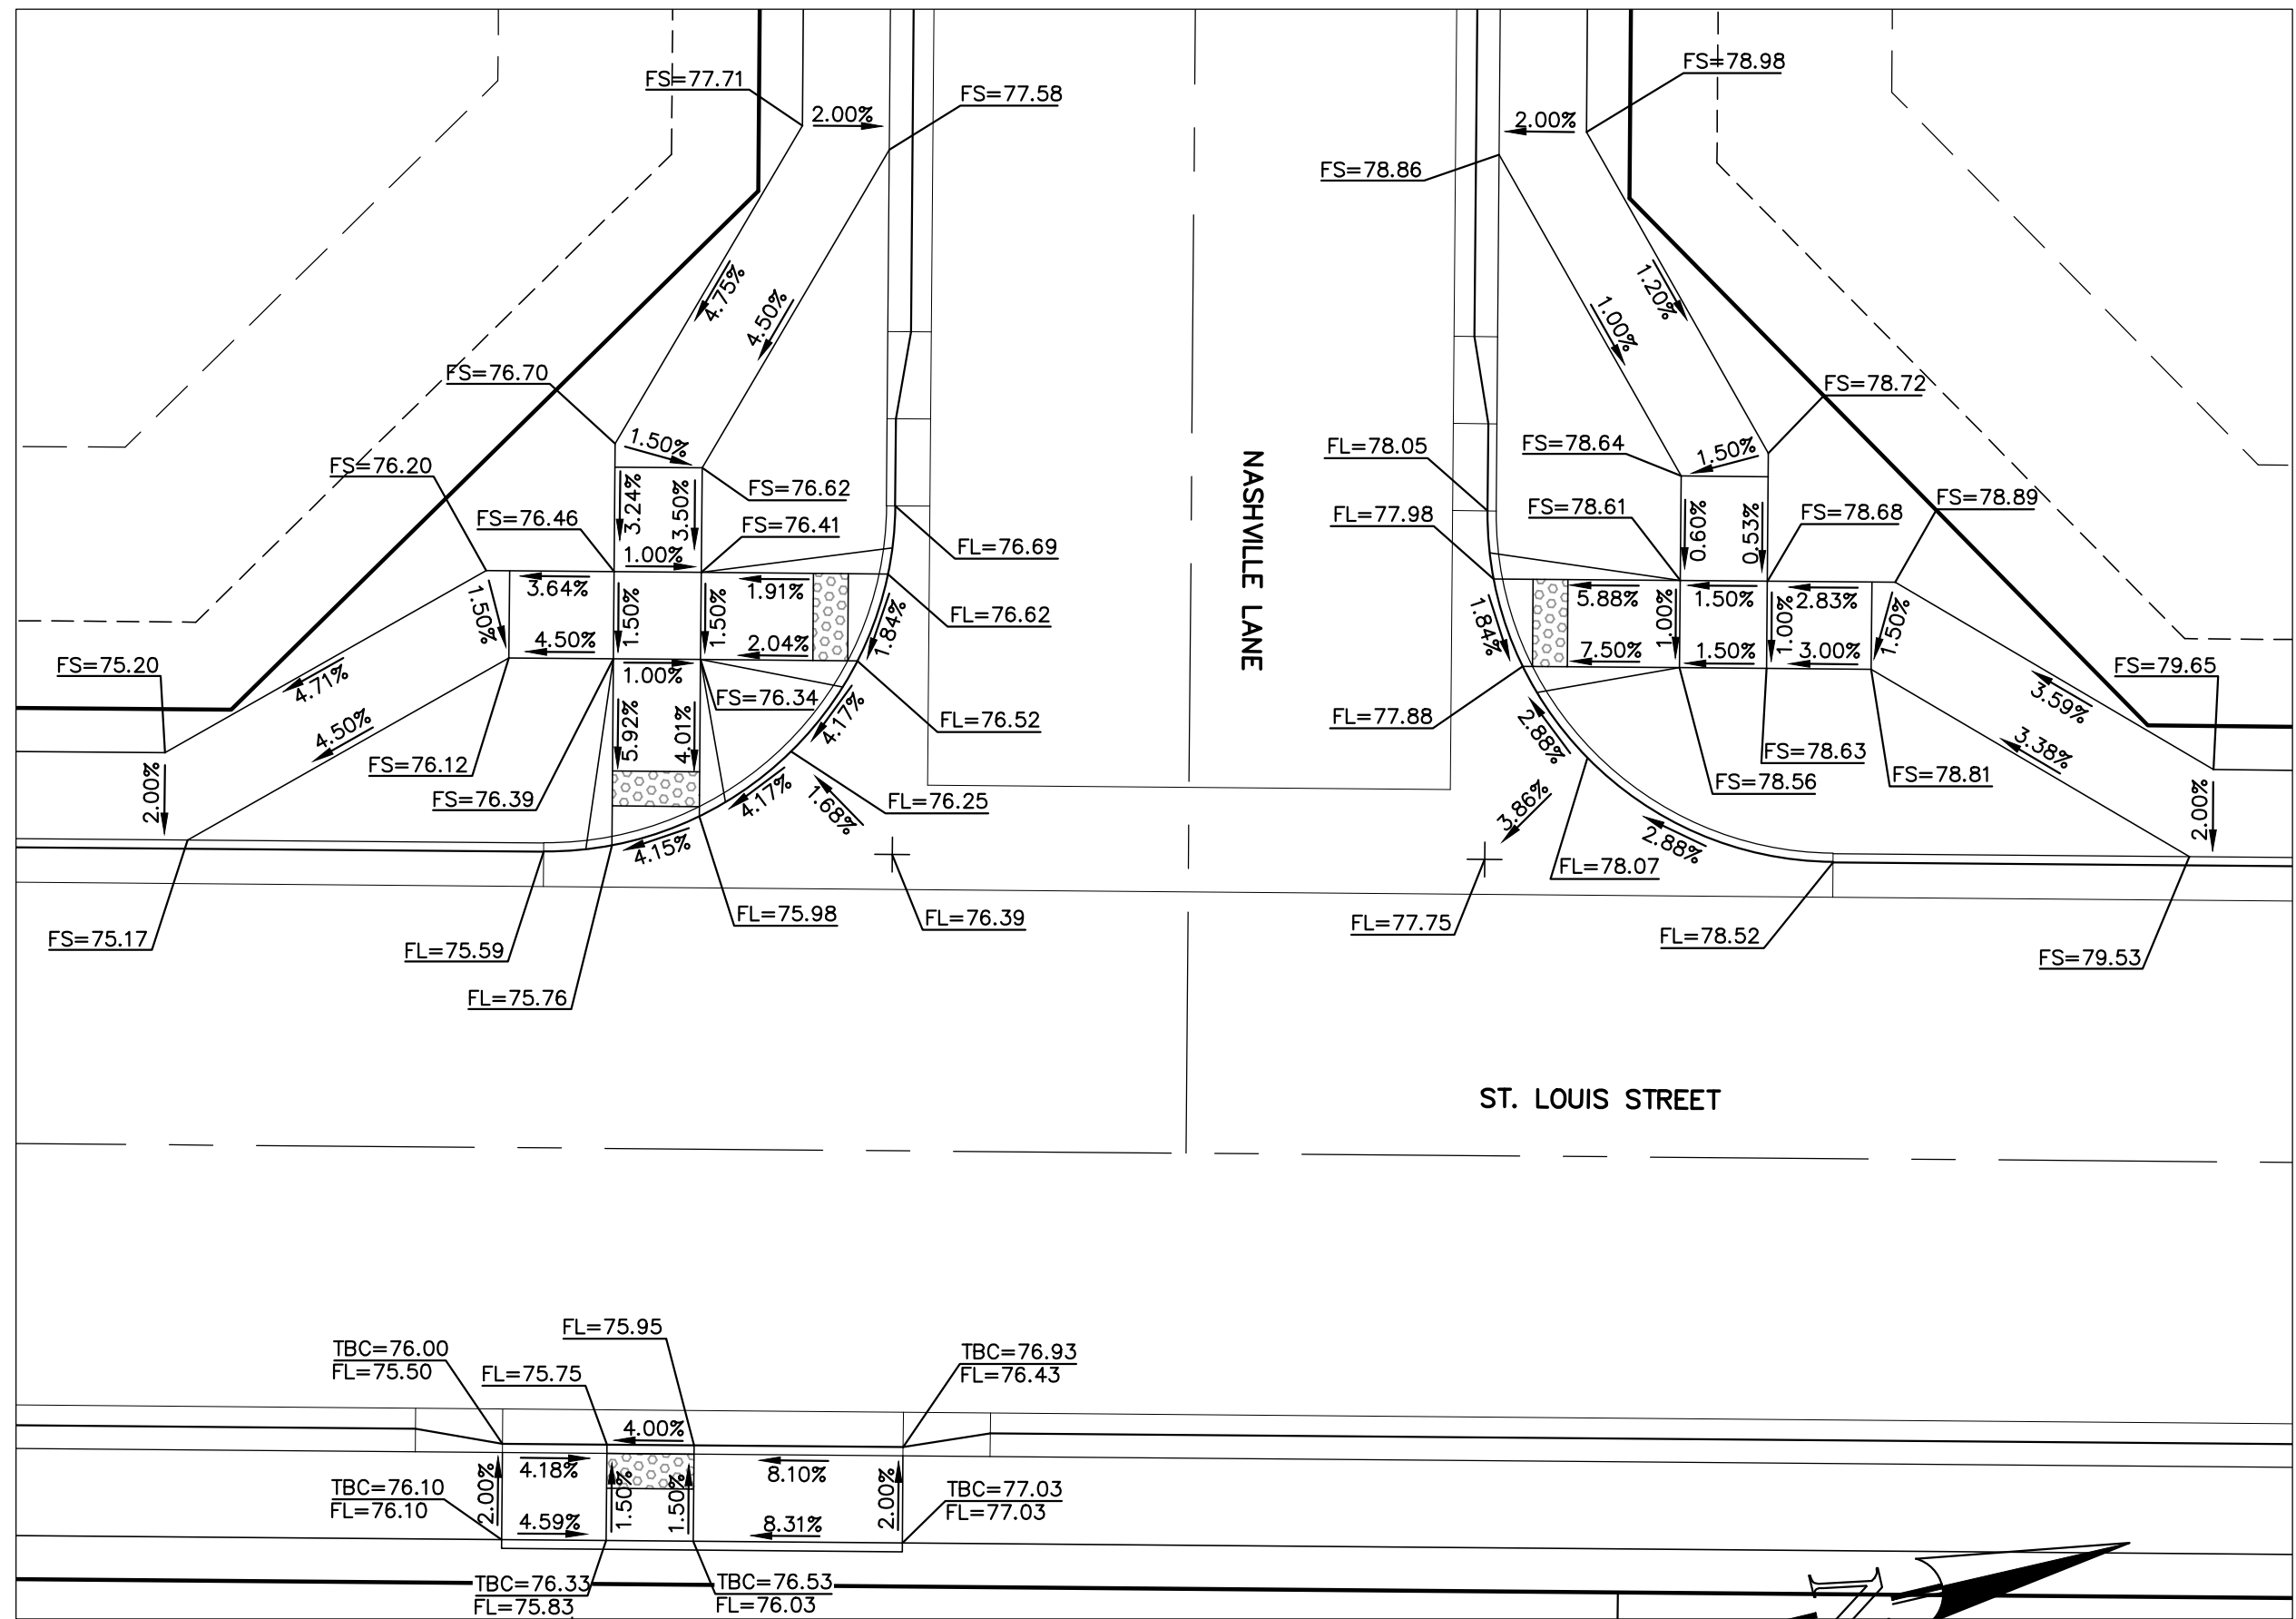 FS=78.98
FS=77.71
FS=77.58
2.00%
2.00%
FS=78.86
4.75%
4.50%
1.20%
1.00%
FS=76.70
FS=78.72
1.50%
FS=78.64
1.50%
FL=78.05
FS=76.20
FS=76.62
3.24%
3.50%
FS=78.89
FS=76.46
FS=76.41
FL=77.98
FS=78.61
0.60%
0.53%
FS=78.68
NASHVILLE LANE
1.00%
FL=76.69
3.64%
1.91%
5.88%
1.50%
2.83%
1.50%
1.50%
1.50%
FL=76.62
1.84%
1.84%
1.00%
1.00%
1.50%
4.50%
2.04%
7.50%
1.50%
3.00%
FS=75.20
4.71%
1.00%
FS=76.34
FS=79.65
3.59%
4.50%
5.92%
4.01%
4.17%
FL=76.52
FL=77.88
2.88%
3.38%
FS=76.12
FS=78.63
FS=78.56
FS=78.81
2.00%
FS=76.39
4.17%
1.68%
FL=76.25
3.86%
2.00%
4.15%
2.88%
FL=78.07
FS=75.17
FL=75.59
FL=75.98
FL=76.39
FL=77.75
FL=78.52
FS=79.53
FL=75.76
ST. LOUIS STREET
FL=75.95
TBC=76.00
FL=75.50
FL=75.75
TBC=76.93
FL=76.43
4.00%
4.18%
8.10%
TBC=76.10
FL=76.10
2.00%
1.50%
1.50%
2.00%
TBC=77.03
FL=77.03
4.59%
8.31%
TBC=76.33
FL=75.83
TBC=76.53
FL=76.03